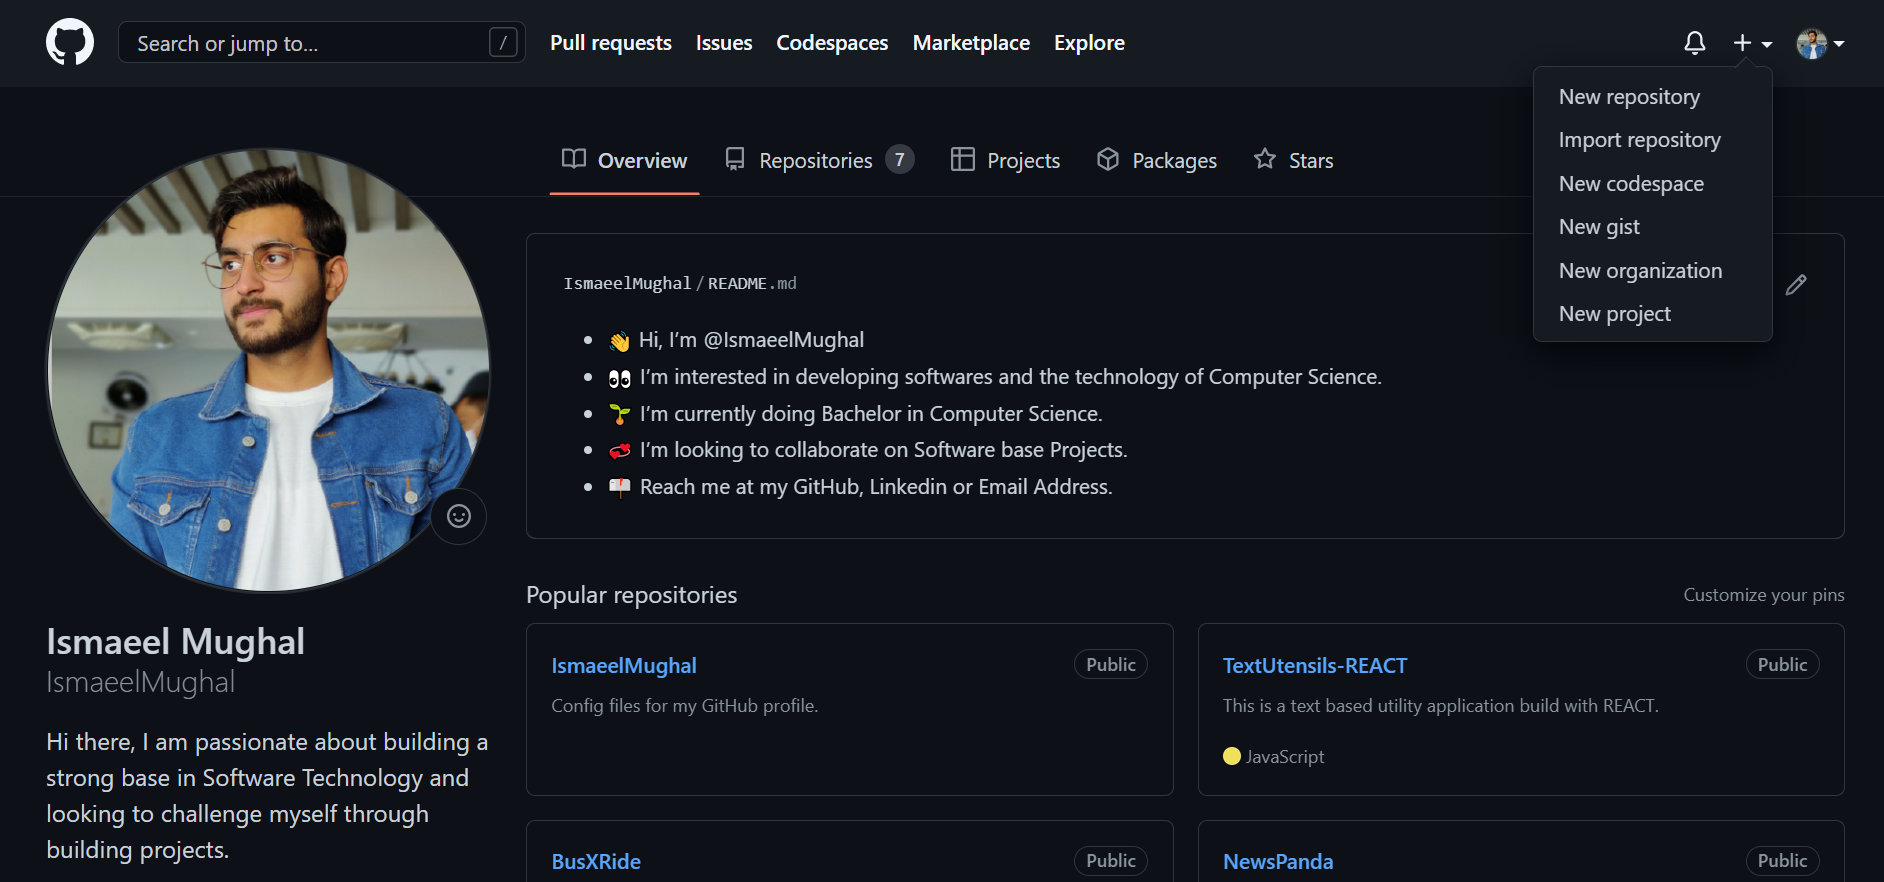 Search or jump to... / Pull requests Issues Codespaces Marketplace Explore
New repository
Import repository
New codespace
New gist
New organization
New project
Overview Repositories 7 Projects Packages Stars
IsmaeelMughal / README.md
👋 Hi, I’m @IsmaeelMughal
👀 I’m interested in developing softwares and the technology of Computer Science.
🌱 I’m currently doing Bachelor in Computer Science.
💞️ I’m looking to collaborate on Software base Projects.
📫 Reach me at my GitHub, Linkedin or Email Address.
Ismaeel Mughal
IsmaeelMughal
Hi there, I am passionate about building a
strong base in Software Technology and
looking to challenge myself through
building projects.
Popular repositories Customize your pins
IsmaeelMughal Public
Config files for my GitHub profile.
TextUtensils-REACT Public
This is a text based utility application build with REACT.
JavaScript
BusXRide Public
NewsPanda Public